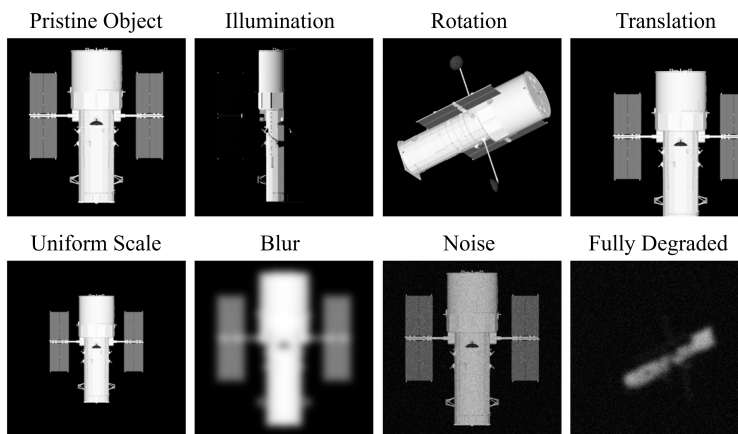 Pristine Object
Illumination
Rotation
Translation
Uniform Scale
Blur
Noise
Fully Degraded